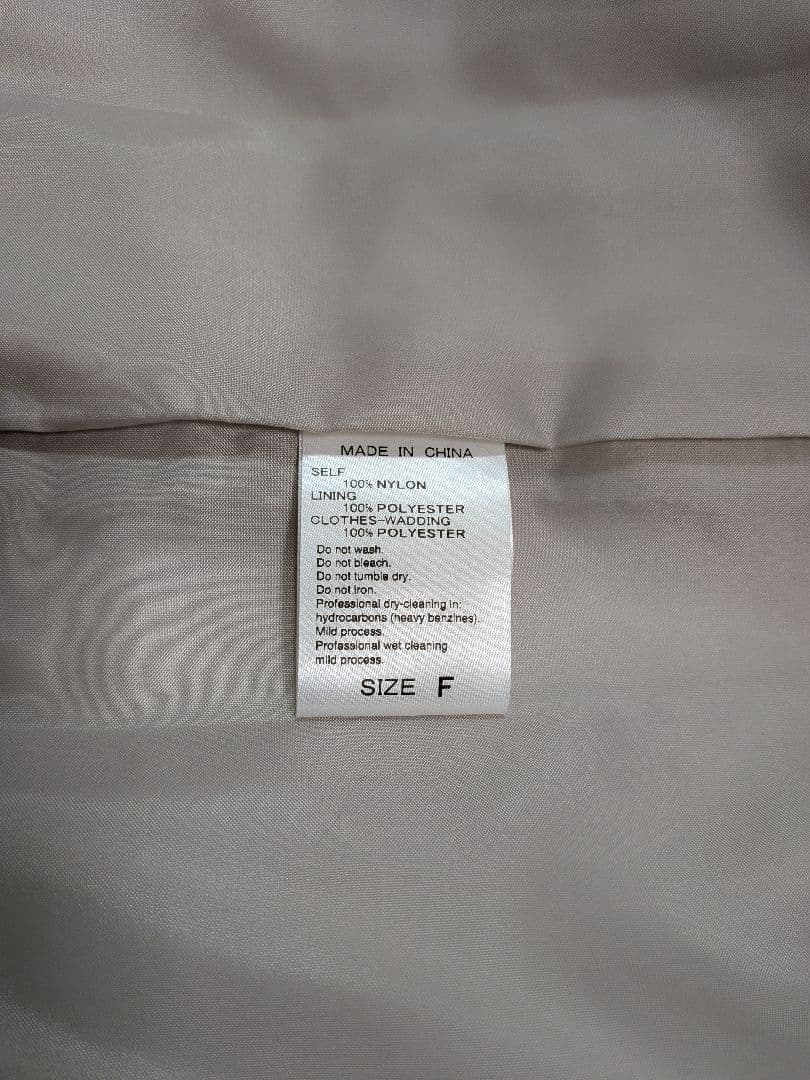 MADE IN CHINA
SELF
100% NYLON
LINING
100% POLYESTER
CLOTHES-WADDING
100% POLYESTER
Do not wash.
Do not bleach.
Do not tumble dry.
Do not iron.
Professional dry-cleaning in:
hydrocarbons (heavy benzines).
Mild process.
Professional wet cleaning
mild process.
SIZE F